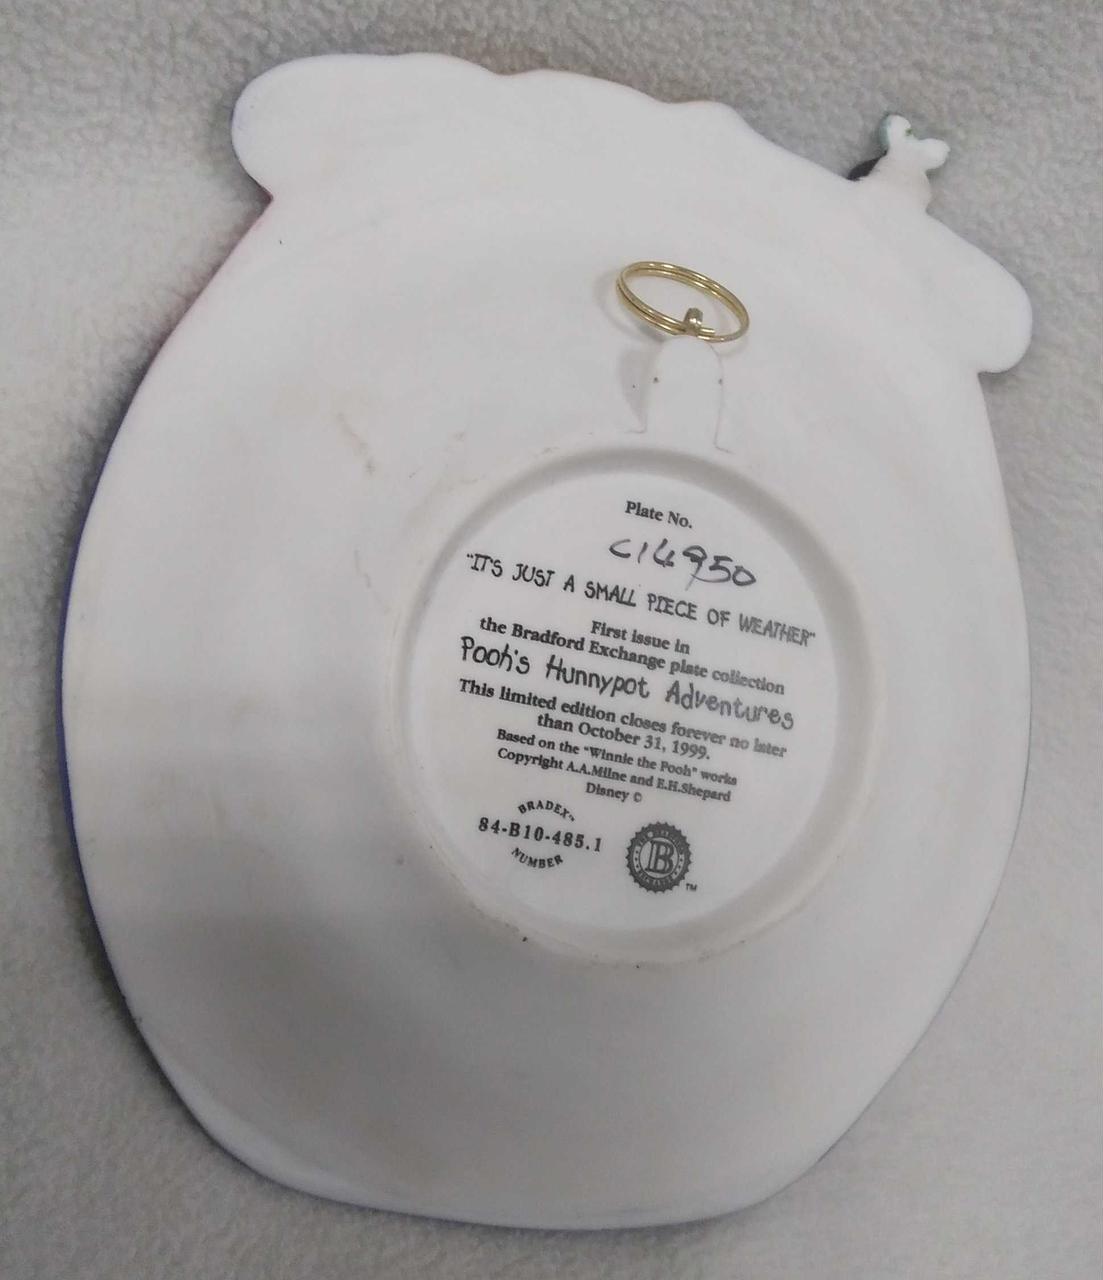 Plate No.
C14950
"IT'S JUST A SMALL PIECE OF WEATHER"
First issue in
the Bradford Exchange plate collection
Pooh's Hunnypot Adventures
This limited edition closes forever no later
than October 31, 1999.
Based on the "Winnie the Pooh" works
Copyright A.A.Milne and E.H.Shepard
Disney ©
BRADEX™
84-B10-485.1
NUMBER
B
™